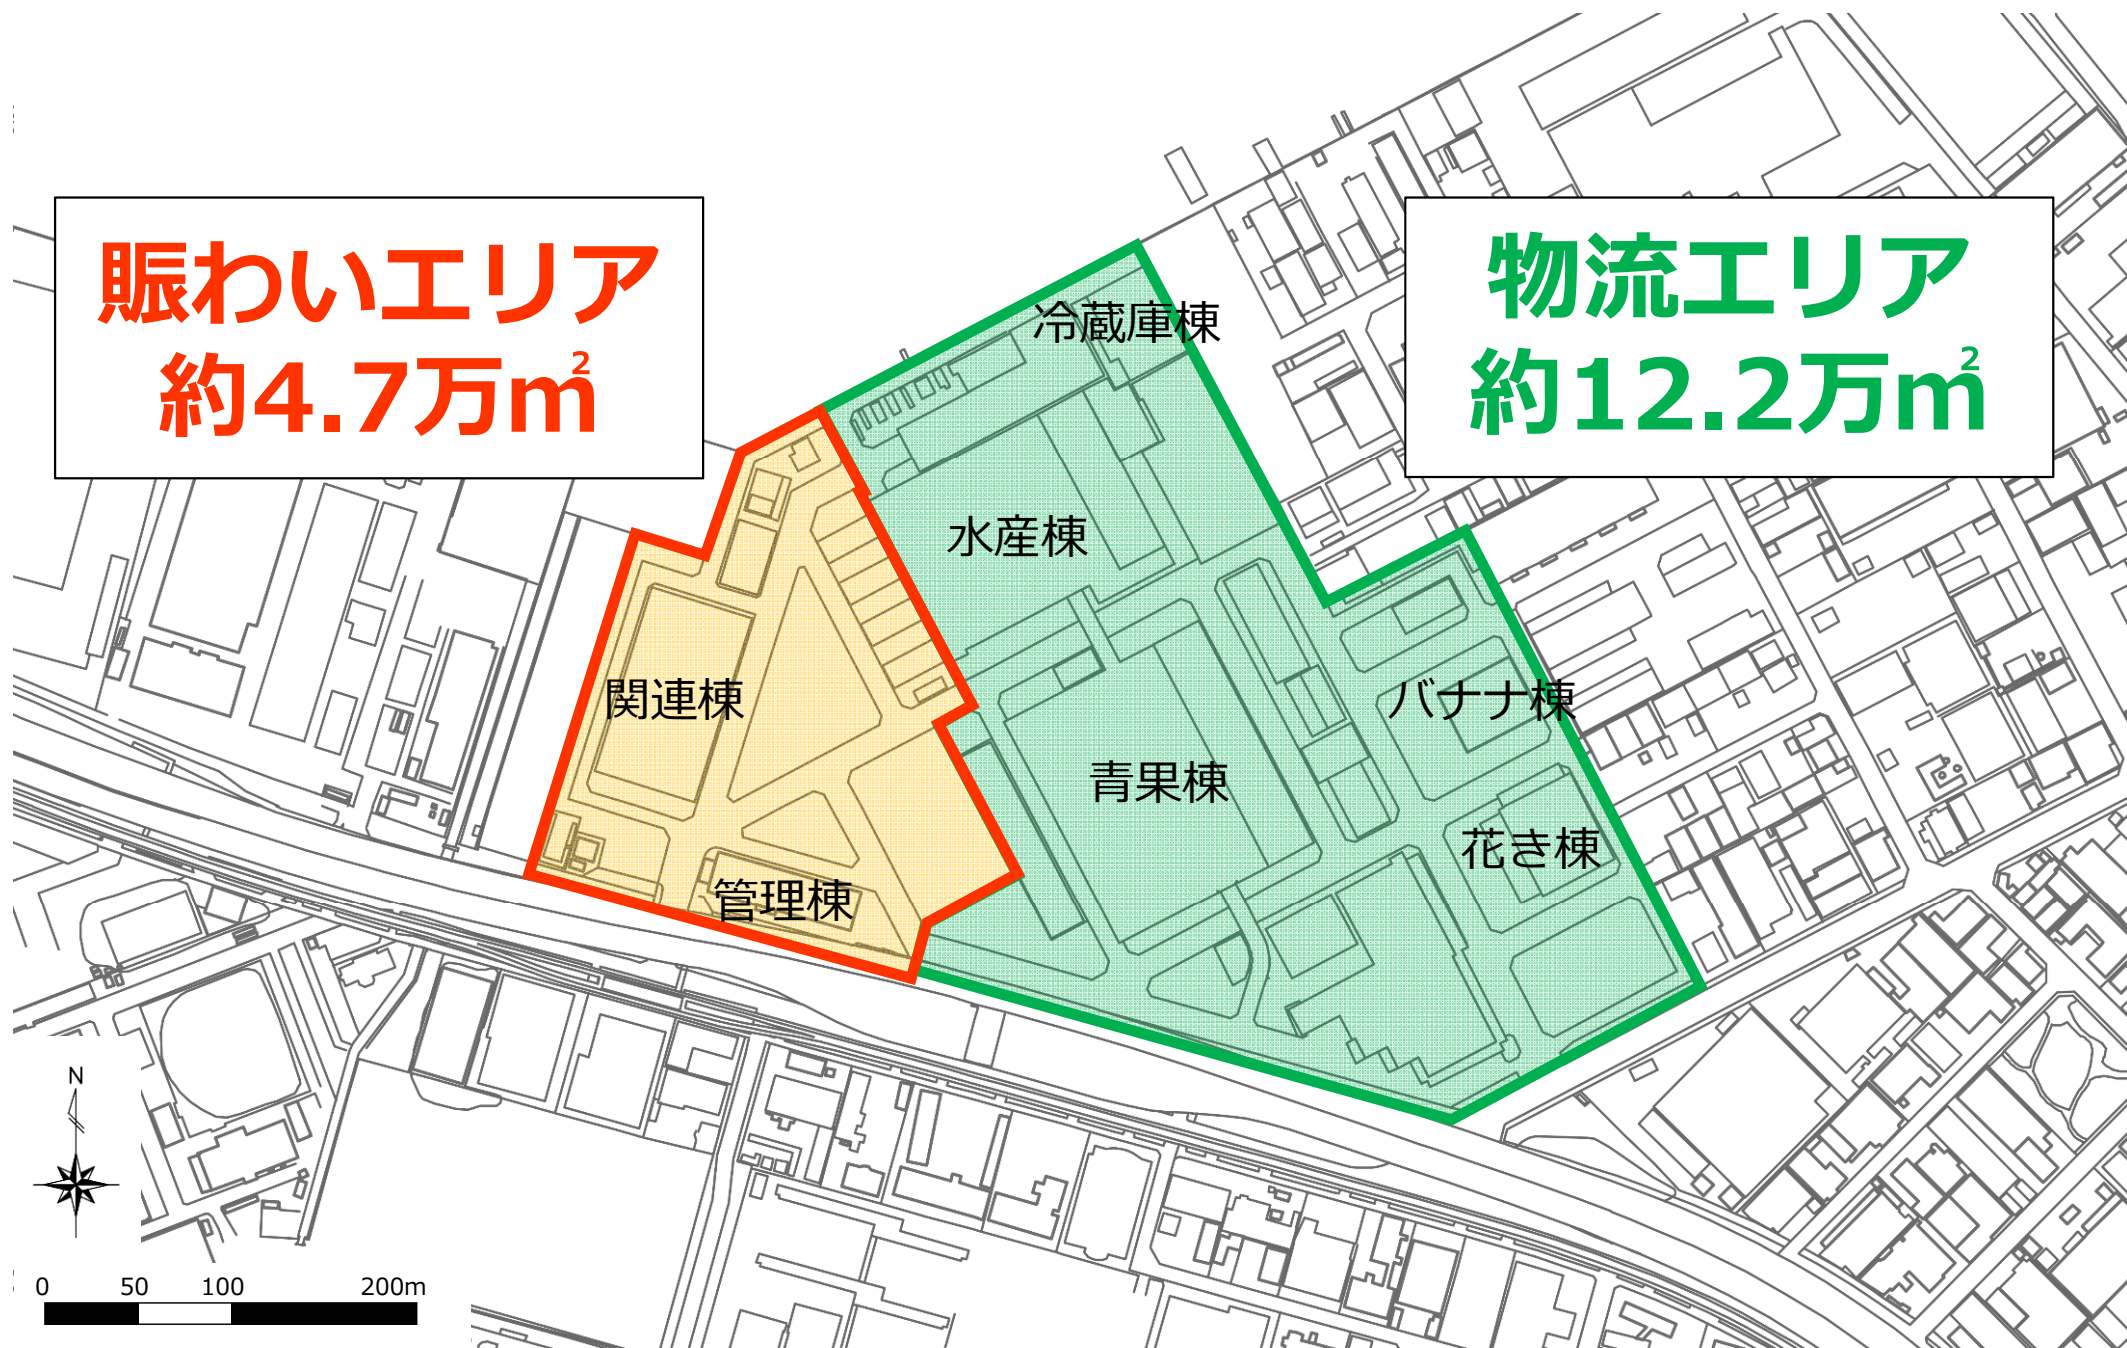 賑わいエリア
約4.7万㎡
物流エリア
約12.2万㎡
冷蔵庫棟
水産棟
関連棟
バナナ棟
青果棟
花き棟
管理棟
N
0 50 100 200m